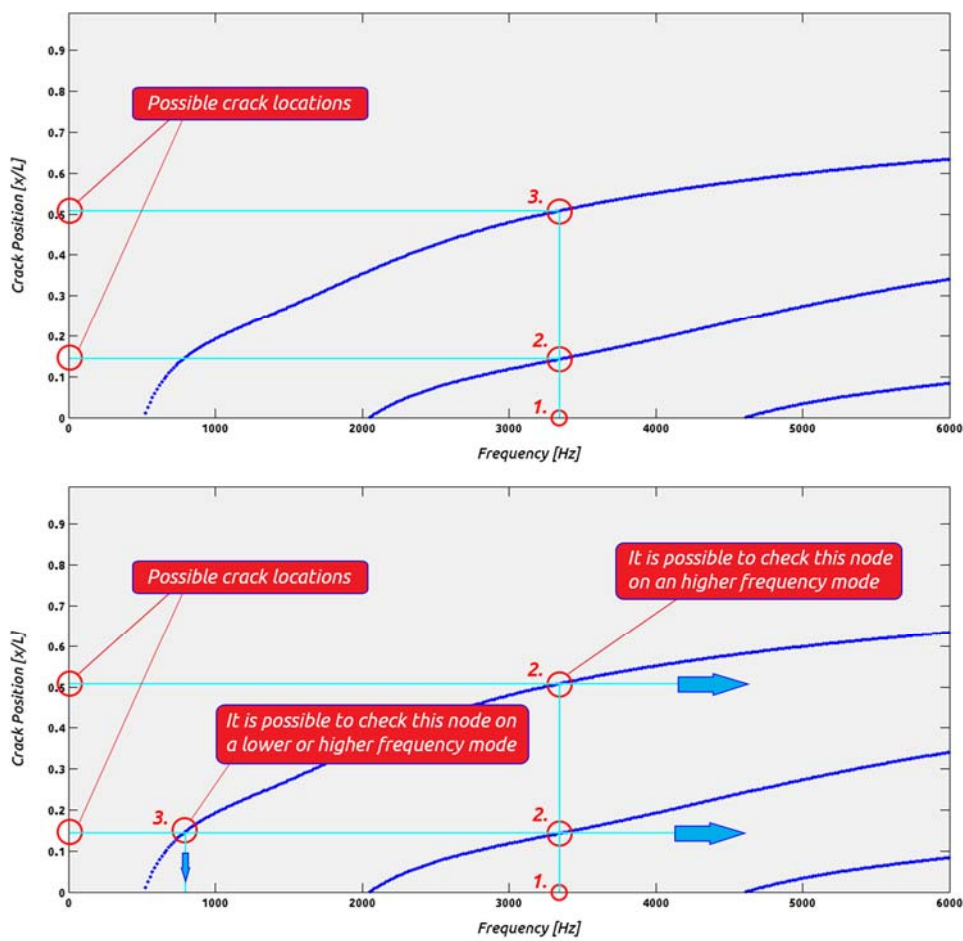 0.9
0.8
Possible crack locations
0.7
0.6
3.
0.5
Crack Position [x/L]
0.4
0.3
0.2
2.
0.1
1.
0
0 1000 2000 3000 4000 5000 6000
Frequency [Hz]
0.9
0.8
It is possible to check this node
on an higher frequency mode
Possible crack locations
0.7
0.6
2.
0.5
Crack Position [x/L]
It is possible to check this node on
a lower or higher frequency mode
0.4
0.3
0.2
3.
2.
0.1
1.
0
0 1000 2000 3000 4000 5000 6000
Frequency [Hz]